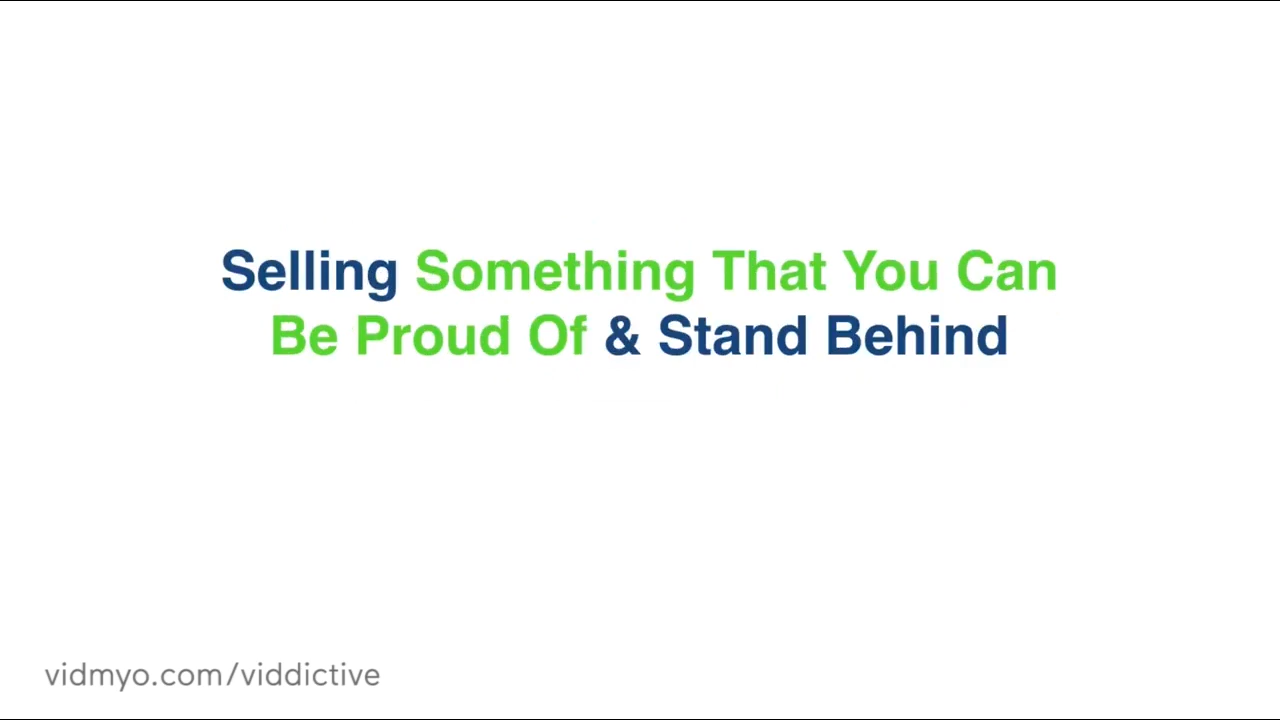 Selling Something That You Can
Be Proud Of & Stand Behind
vidmyo.com/viddictive